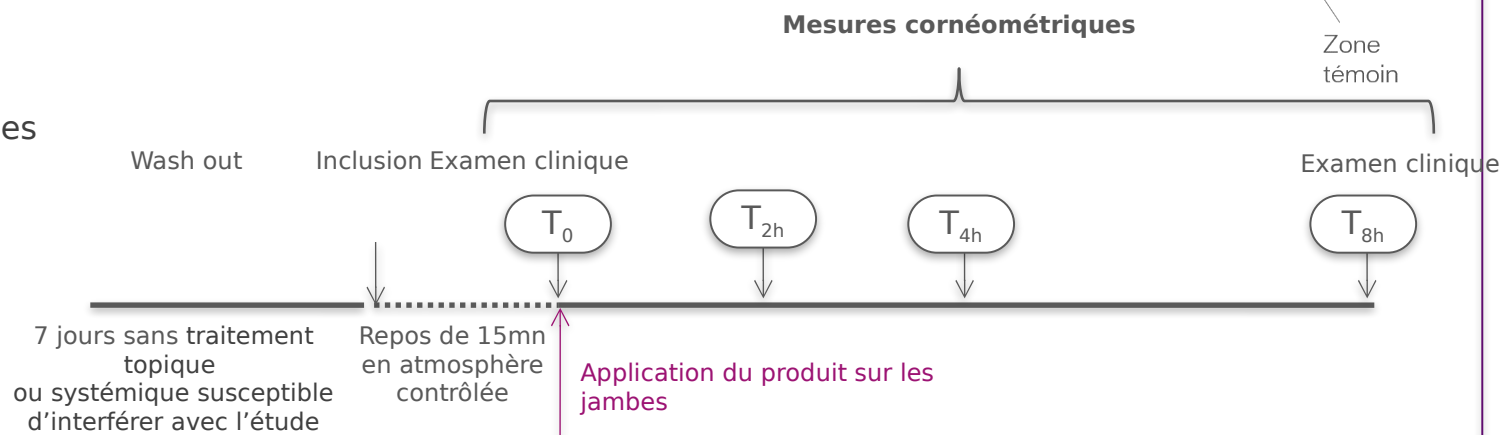 Mesures cornéométriques
Zone
témoin
es
Wash out
Inclusion
Examen clinique
Examen clinique
T0
T2h
T4h
T8h
7 jours sans traitement
topique
ou systémique susceptible
d’interférer avec l’étude
Repos de 15mn
en atmosphère
contrôlée
Application du produit sur les
jambes